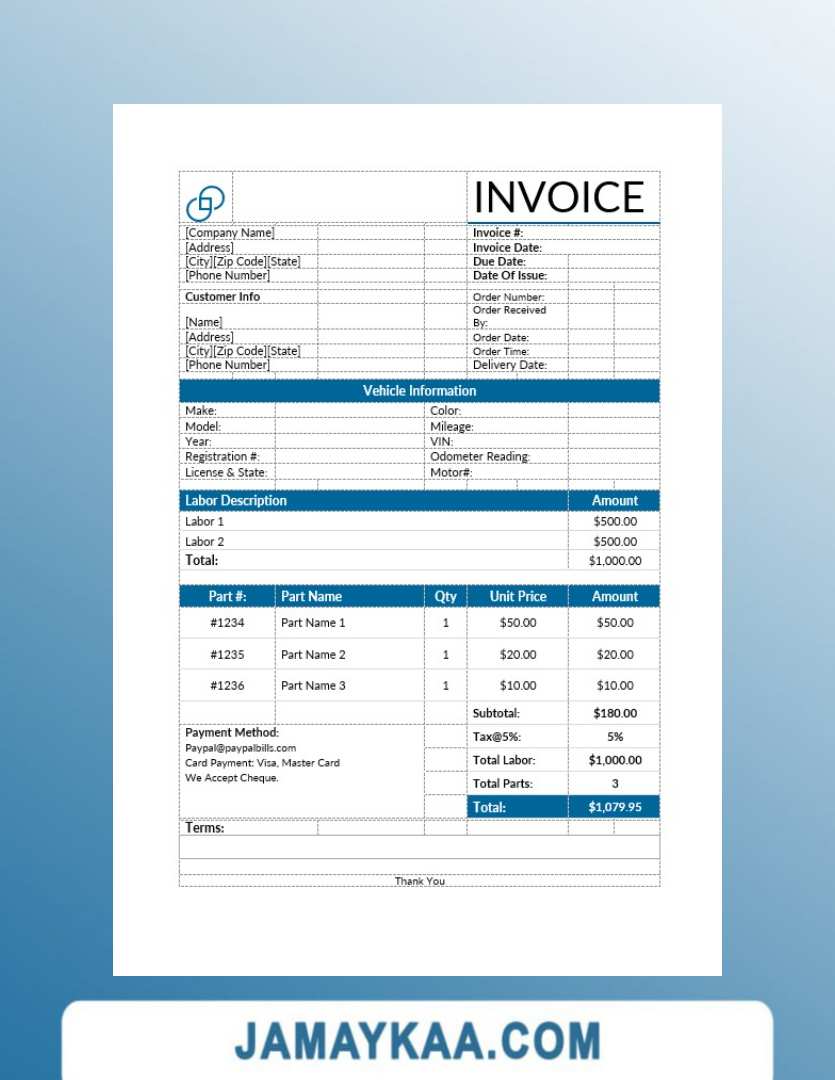 INVOICE
[Company Name] Invoice #:
[Address] Invoice Date:
[City][Zip Code][State] Due Date:
[Phone Number] Date Of Issue:
Customer Info Order Number:
Order Received
[Name] By:
[Address] Order Date:
[City][Zip Code][State] Order Time:
[Phone Number] Delivery Date:
Vehicle Information
Make: Color:
Model: Mileage:
Year: VIN:
Registration #: Odometer Reading:
License & State: Motor#:
Labor Description Amount
Labor 1 $500.00
Labor 2 $500.00
Total: $1,000.00
Part #: Part Name Qty Unit Price Amount
#1234 Part Name 1 1 $50.00 $50.00
#1235 Part Name 2 1 $20.00 $20.00
#1236 Part Name 3 1 $10.00 $10.00
Subtotal: $180.00
Payment Method: Tax@5%: 5%
Paypal@paypalbills.com
Card Payment: Visa, Master Card Total Labor: $1,000.00
We Accept Cheque. Total Parts: 3
Total: $1,079.95
Terms:
Thank You
JAMAYKAA.COM